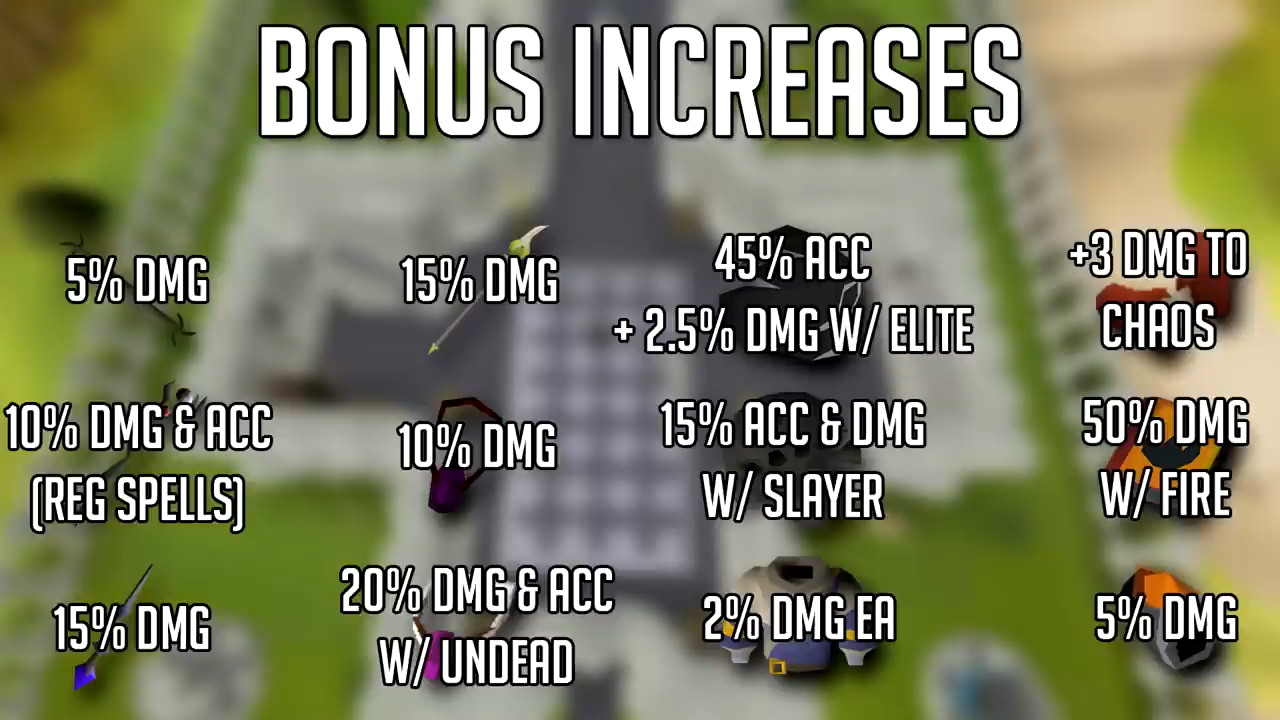 BONUS INCREASES
5% DMG
15% DMG
45% ACC
+ 2.5% DMG W/ ELITE
+3 DMG TO
CHAOS
10% DMG & ACC
(REG SPELLS)
10% DMG
15% ACC & DMG
W/ SLAYER
50% DMG
W/ FIRE
15% DMG
20% DMG & ACC
W/ UNDEAD
2% DMG EA
5% DMG